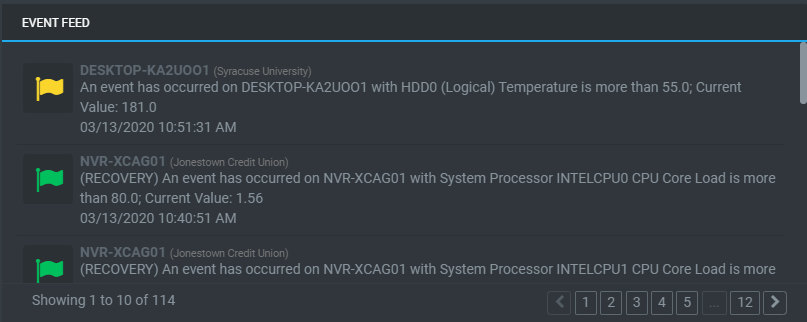 EVENT FEED
DESKTOP-KA2UOO1 (Syracuse University)
An event has occurred on DESKTOP-KA2UOO1 with HDD0 (Logical) Temperature is more than 55.0; Current
Value: 181.0
03/13/2020 10:51:31 AM
NVR-XCAG01 (Jonestown Credit Union)
(RECOVERY) An event has occurred on NVR-XCAG01 with System Processor INTELCPU0 CPU Core Load is more
than 80.0; Current Value: 1.56
03/13/2020 10:40:51 AM
NVR-XCAG01 (Jonestown Credit Union)
(RECOVERY) An event has occurred on NVR-XCAG01 with System Processor INTELCPU1 CPU Core Load is more
Showing 1 to 10 of 114
1 2 3 4 5 ... 12